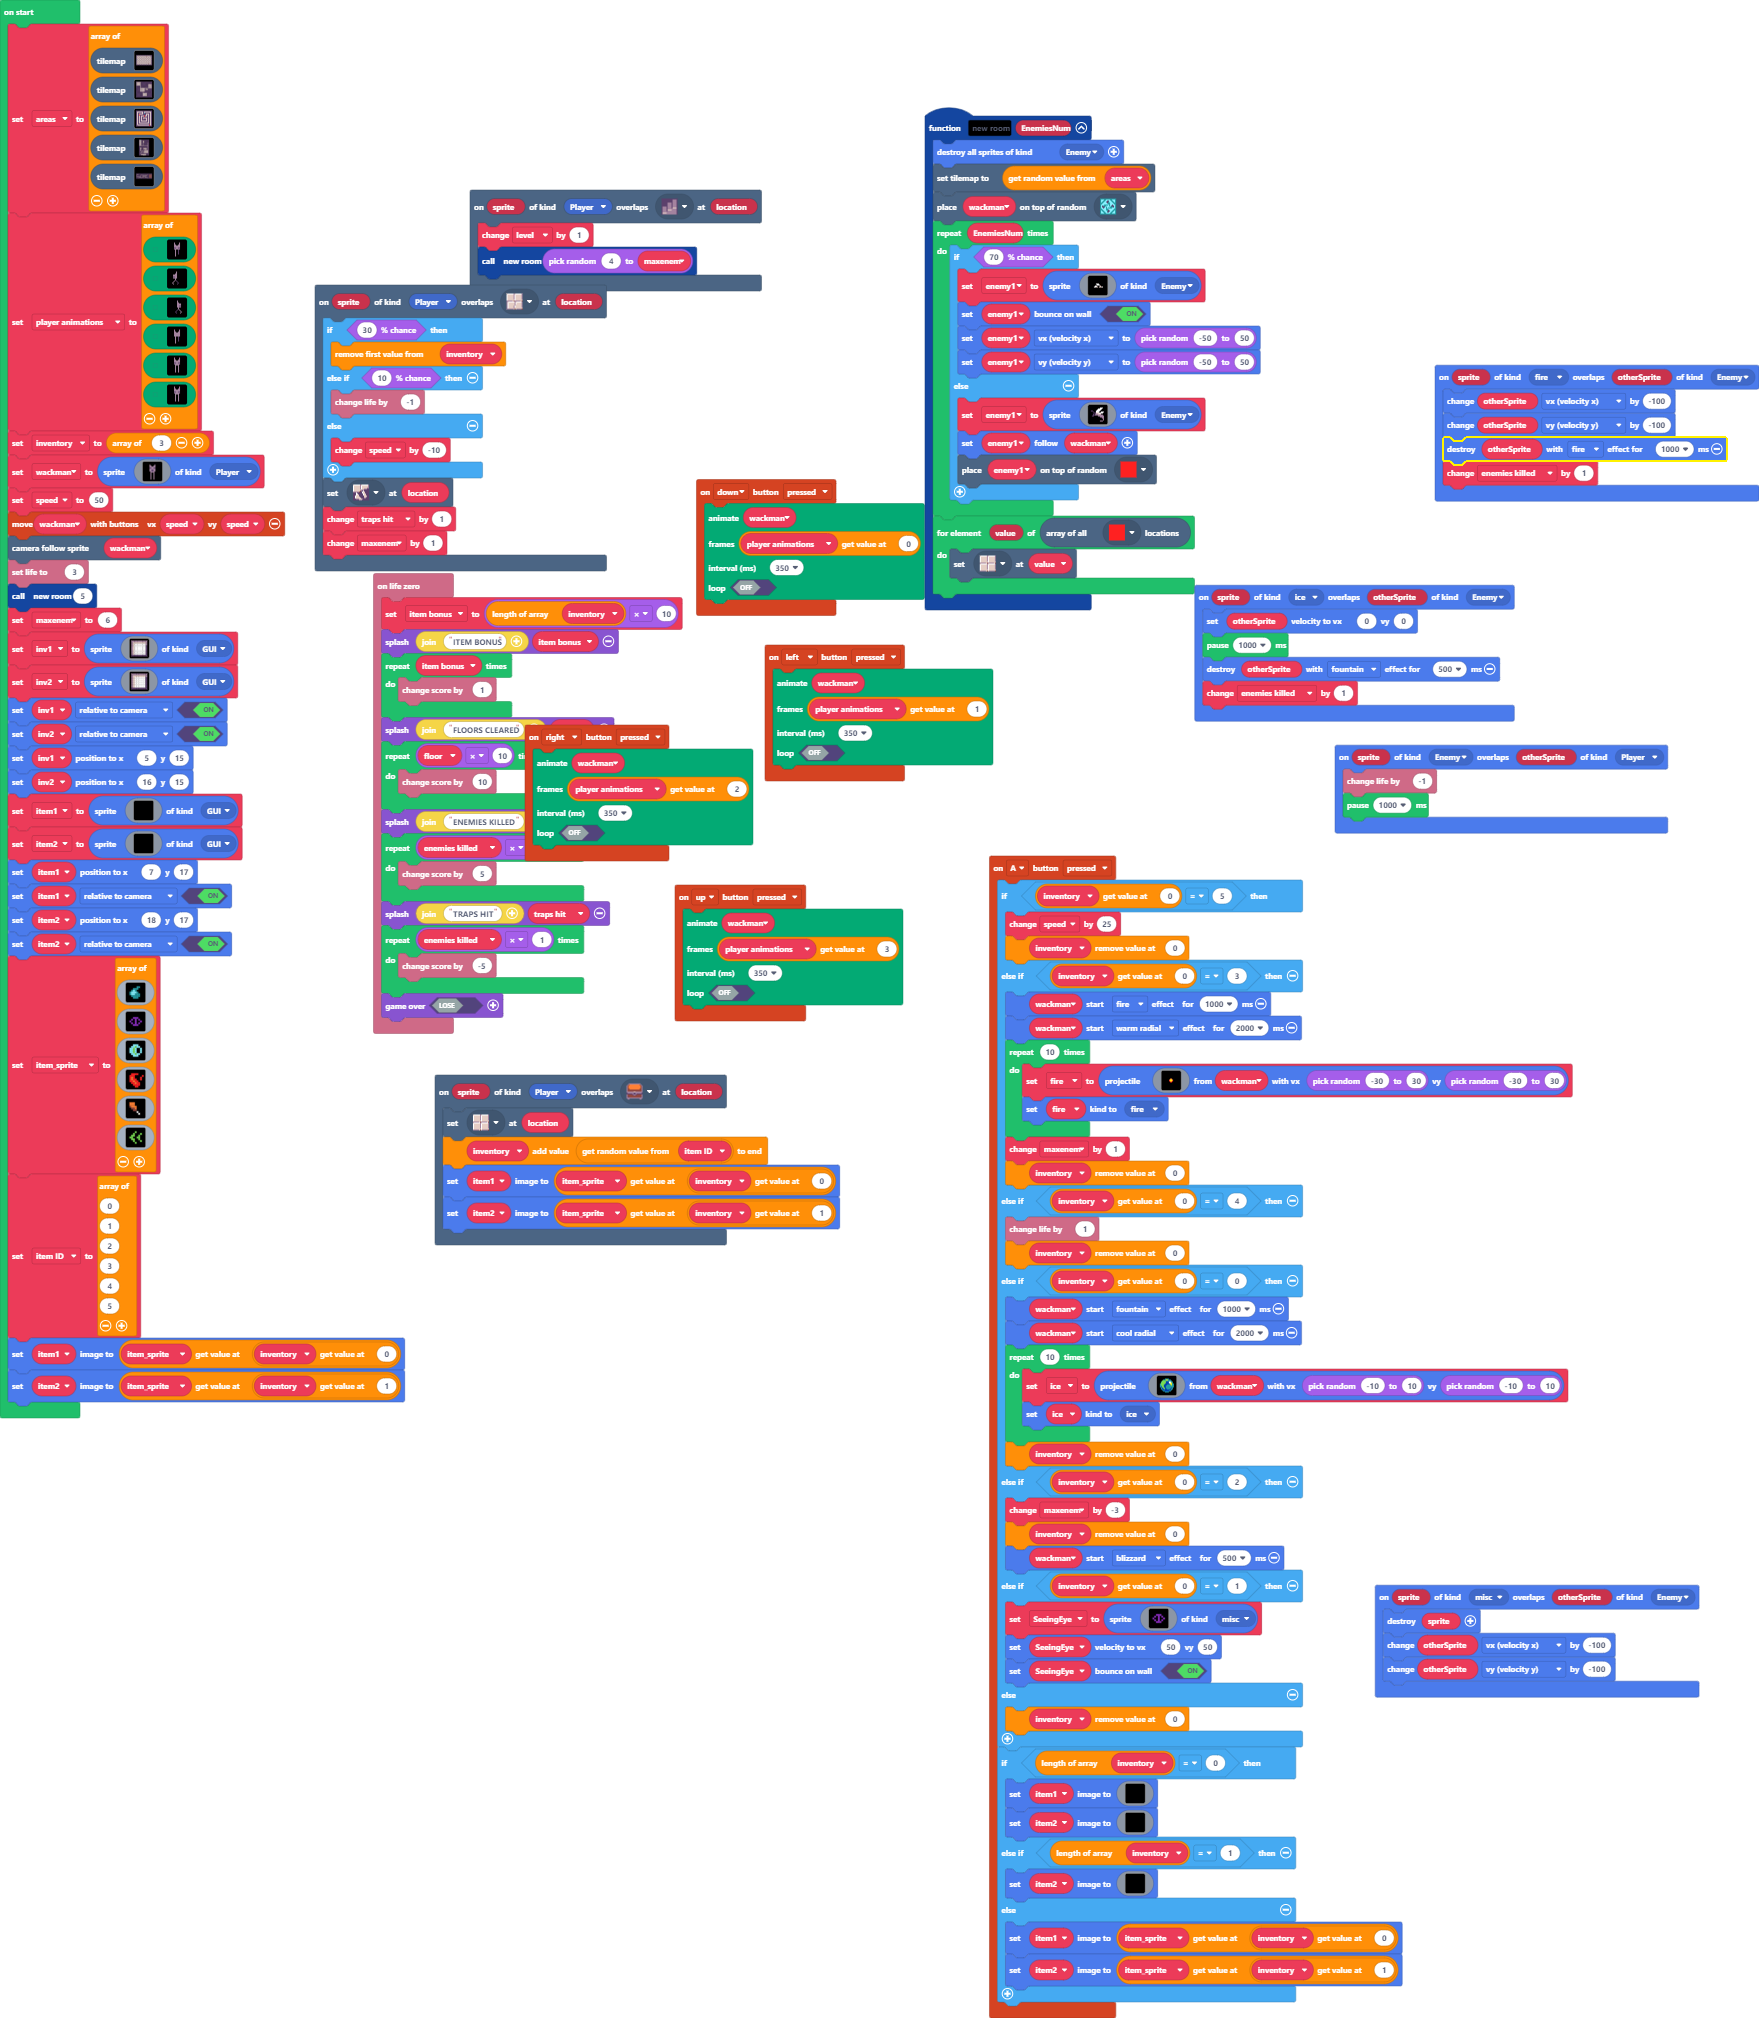 on start
array of
tilemap
tilemap
tilemap
set areas to
tilemap
tilemap
array of
set player animations to
set inventory to array of 3
set wackman to sprite of kind Player
set speed to 50
move wackman with buttons vx speed vy speed
camera follow sprite wackman
set life to 3
call new room 5
set maxenem to 6
set inv1 to sprite of kind GUI
set inv2 to sprite of kind GUI
set inv1 relative to camera ON
set inv2 relative to camera ON
set inv1 position to x 5 y 15
set inv2 position to x 16 y 15
set item1 to sprite of kind GUI
set item2 to sprite of kind GUI
set item1 position to x 7 y 17
set item1 relative to camera ON
set item2 position to x 18 y 17
set item2 relative to camera ON
array of
set item_sprite to
array of
0
1
2
set item ID to
3
4
5
set item1 image to item_sprite get value at inventory get value at 0
set item2 image to item_sprite get value at inventory get value at 1
on sprite of kind Player overlaps at location
change level by 1
call new room pick random 4 to maxenem
on sprite of kind Player overlaps at location
if 30 % chance then
remove first value from inventory
else if 10 % chance then
change life by -1
else
change speed by -10
set at location
change traps hit by 1
change maxenem by 1
on life zero
set item bonus to length of array inventory × 10
splash join "ITEM BONUS" item bonus
repeat item bonus times
do
change score by 1
splash join "FLOORS CLEARED
repeat floor × 10 ti
do
change score by 10
splash join "ENEMIES KILLED"
repeat enemies killed ×
do
change score by 5
splash join "TRAPS HIT" traps hit
repeat enemies killed × 1 times
do
change score by -5
game over LOSE
on down button pressed
animate wackman
frames player animations get value at 0
interval (ms) 350
loop OFF
on left button pressed
animate wackman
frames player animations get value at 1
interval (ms) 350
loop OFF
on right button pressed
animate wackman
frames player animations get value at 2
interval (ms) 350
loop OFF
on up button pressed
animate wackman
frames player animations get value at 3
interval (ms) 350
loop OFF
on sprite of kind Player overlaps at location
set at location
inventory add value get random value from item ID to end
set item1 image to item_sprite get value at inventory get value at 0
set item2 image to item_sprite get value at inventory get value at 1
function new room EnemiesNum
destroy all sprites of kind Enemy
set tilemap to get random value from areas
place wackman on top of random
repeat EnemiesNum times
do
if 70 % chance then
set enemy1 to sprite of kind Enemy
set enemy1 bounce on wall ON
set enemy1 vx (velocity x) to pick random -50 to 50
set enemy1 vy (velocity y) to pick random -50 to 50
else
set enemy1 to sprite of kind Enemy
set enemy1 follow wackman
place enemy1 on top of random
for element value of array of all locations
do
set at value
on sprite of kind fire overlaps otherSprite of kind Enemy
change otherSprite vx (velocity x) by -100
change otherSprite vy (velocity y) by -100
destroy otherSprite with fire effect for 1000 ms
change enemies killed by 1
on sprite of kind ice overlaps otherSprite of kind Enemy
set otherSprite velocity to vx 0 vy 0
pause 1000 ms
destroy otherSprite with fountain effect for 500 ms
change enemies killed by 1
on sprite of kind Enemy overlaps otherSprite of kind Player
change life by -1
pause 1000 ms
on A button pressed
if inventory get value at 0 = 5 then
change speed by 25
inventory remove value at 0
else if inventory get value at 0 = 3 then
wackman start fire effect for 1000 ms
wackman start warm radial effect for 2000 ms
repeat 10 times
do
set fire to projectile from wackman with vx pick random -30 to 30 vy pick random -30 to 30
set fire kind to fire
change maxenem by 1
inventory remove value at 0
else if inventory get value at 0 = 4 then
change life by 1
inventory remove value at 0
else if inventory get value at 0 = 0 then
wackman start fountain effect for 1000 ms
wackman start cool radial effect for 2000 ms
repeat 10 times
do
set ice to projectile from wackman with vx pick random -10 to 10 vy pick random -10 to 10
set ice kind to ice
inventory remove value at 0
else if inventory get value at 0 = 2 then
change maxenem by -3
inventory remove value at 0
wackman start blizzard effect for 500 ms
else if inventory get value at 0 = 1 then
set SeeingEye to sprite of kind misc
set SeeingEye velocity to vx 50 vy 50
set SeeingEye bounce on wall ON
else
inventory remove value at 0
if length of array inventory = 0 then
set item1 image to
set item2 image to
else if length of array inventory = 1 then
set item2 image to
else
set item1 image to item_sprite get value at inventory get value at 0
set item2 image to item_sprite get value at inventory get value at 1
on sprite of kind misc overlaps otherSprite of kind Enemy
destroy sprite
change otherSprite vx (velocity x) by -100
change otherSprite vy (velocity y) by -100